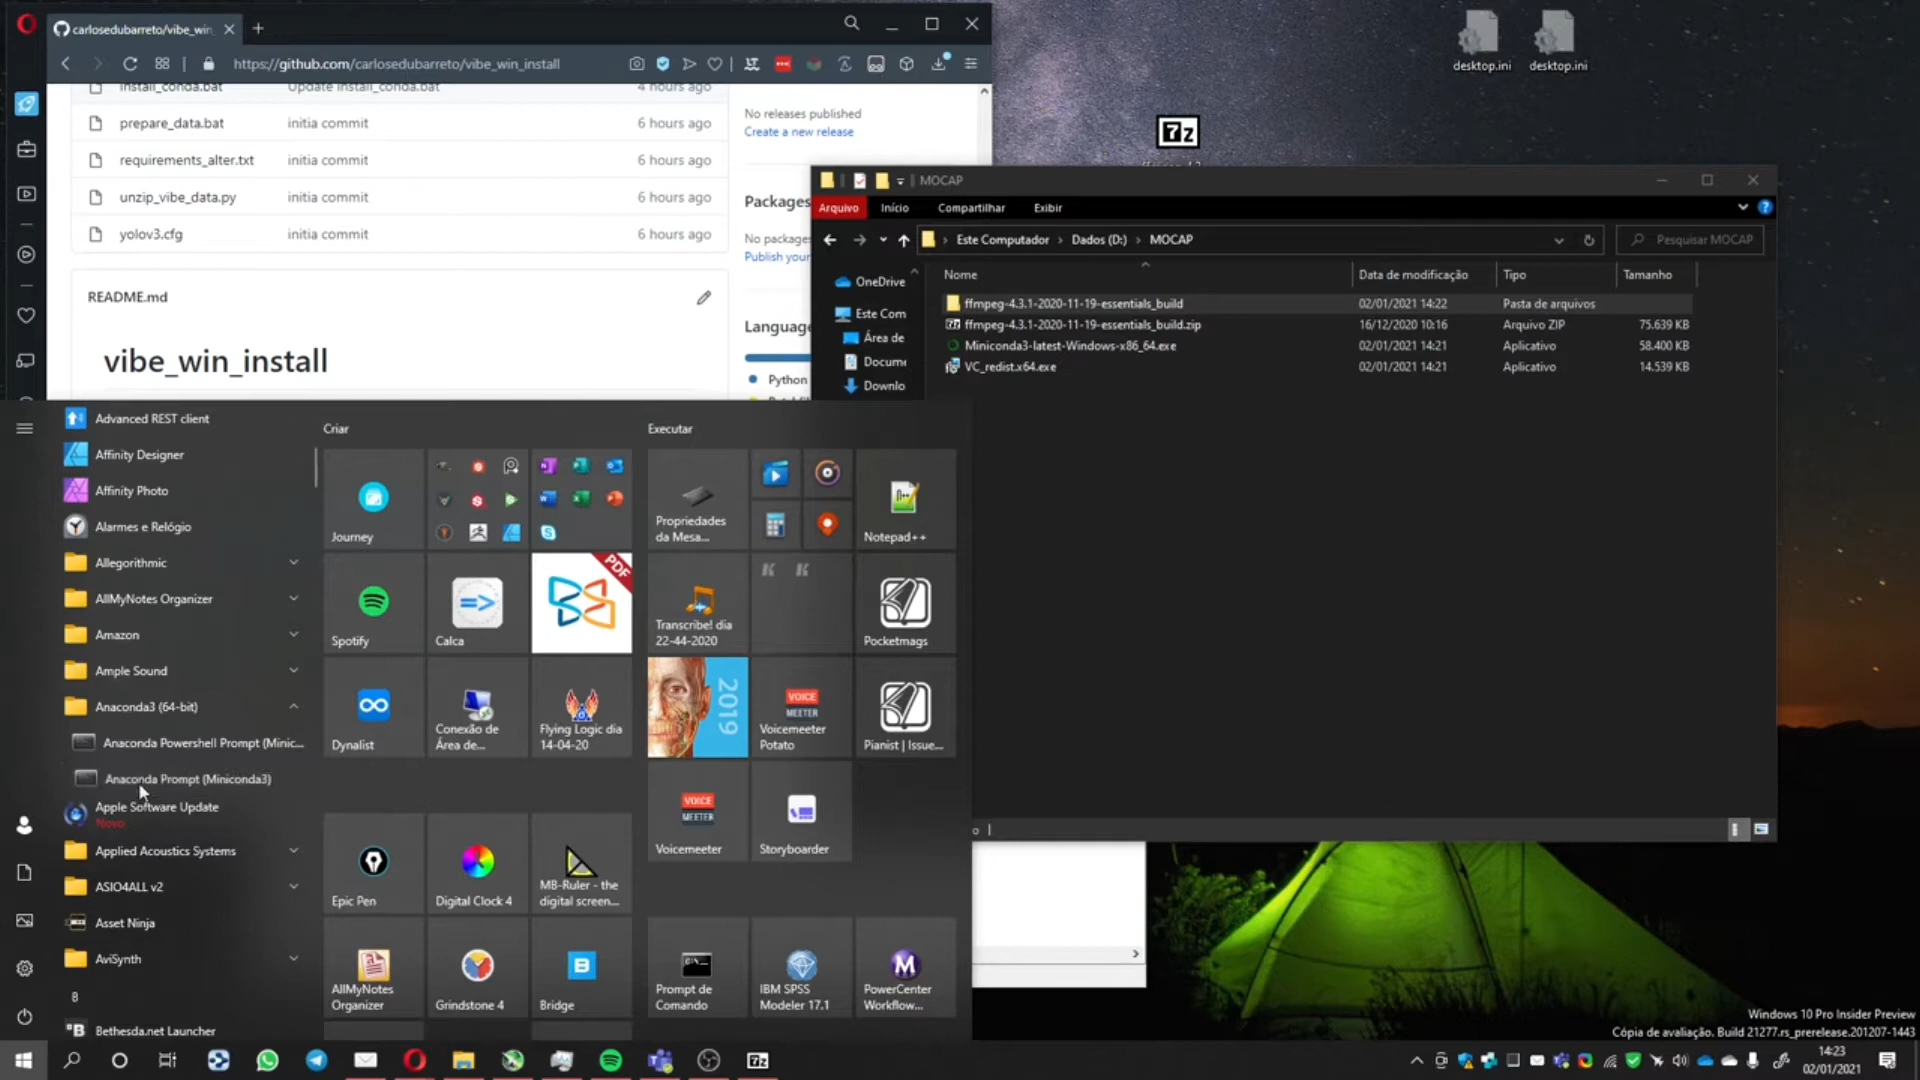 carlosedubarreto/vibe_win
https://github.com/carlosedubarreto/vibe_win_install
install_conda.bat
Update install_conda.bat
4 hours ago
prepare_data.bat
initia commit
6 hours ago
requirements_alter.txt
initia commit
6 hours ago
unzip_vibe_data.py
initia commit
6 hours ago
yolov3.cfg
initia commit
6 hours ago
No releases published
Create a new release
Packages
No packages
Publish your
Language
Python
README.md
vibe_win_install
desktop.ini
desktop.ini
7z
MOCAP
Arquivo
Início
Compartilhar
Exibir
Este Computador
Dados (D:)
MOCAP
Pesquisar MOCAP
Nome
Data de modificação
Tipo
Tamanho
OneDrive
Este Com
Área de
Docume
Downlo
ffmpeg-4.3.1-2020-11-19-essentials_build
02/01/2021 14:22
Pasta de arquivos
ffmpeg-4.3.1-2020-11-19-essentials_build.zip
16/12/2020 10:16
Arquivo ZIP
75.639 KB
Miniconda3-latest-Windows-x86_64.exe
02/01/2021 14:21
Aplicativo
58.400 KB
VC_redist.x64.exe
02/01/2021 14:21
Aplicativo
14.539 KB
Advanced REST client
Affinity Designer
Affinity Photo
Alarmes e Relógio
Allegorithmic
AllMyNotes Organizer
Amazon
Ample Sound
Anaconda3 (64-bit)
Anaconda Powershell Prompt (Minic...
Anaconda Prompt (Miniconda3)
Apple Software Update
Novo
Applied Acoustics Systems
ASIO4ALL v2
Asset Ninja
AviSynth
B
Bethesda.net Launcher
Criar
Journey
Spotify
Calca
PDF
Dynalist
Conexão de
Área de...
Flying Logic dia
14-04-20
Epic Pen
Digital Clock 4
MB-Ruler - the
digital screen...
AllMyNotes
Organizer
Grindstone 4
Bridge
Executar
Propriedades
da Mesa...
Notepad++
Transcribe! dia
22-44-2020
Pocketmags
2019
VOICE
MEETER
Voicemeeter
Potato
Pianist | Issue...
VOICE
MEETER
Voicemeeter
Storyboarder
Prompt de
Comando
IBM SPSS
Modeler 17.1
PowerCenter
Workflow...
Windows 10 Pro Insider Preview
Cópia de avaliação. Build 21277.rs_prerelease.201207-1443
7z
14:23
02/01/2021